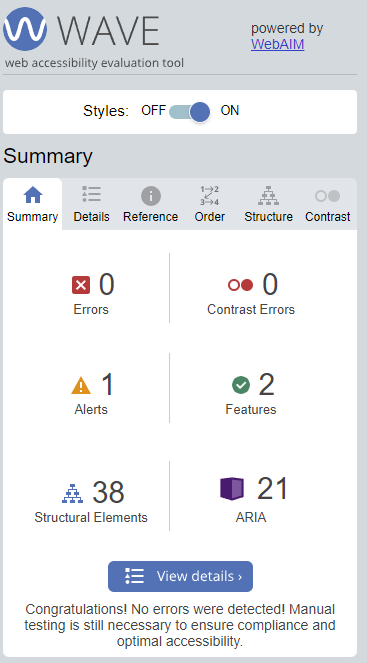 WAVE
web accessibility evaluation tool
powered by
WebAIM
Styles: OFF ON
Summary
Summary Details Reference Order Structure Contrast
0 0
Errors Contrast Errors
1 2
Alerts Features
38 21
Structural Elements ARIA
View details ›
Congratulations! No errors were detected! Manual
testing is still necessary to ensure compliance and
optimal accessibility.